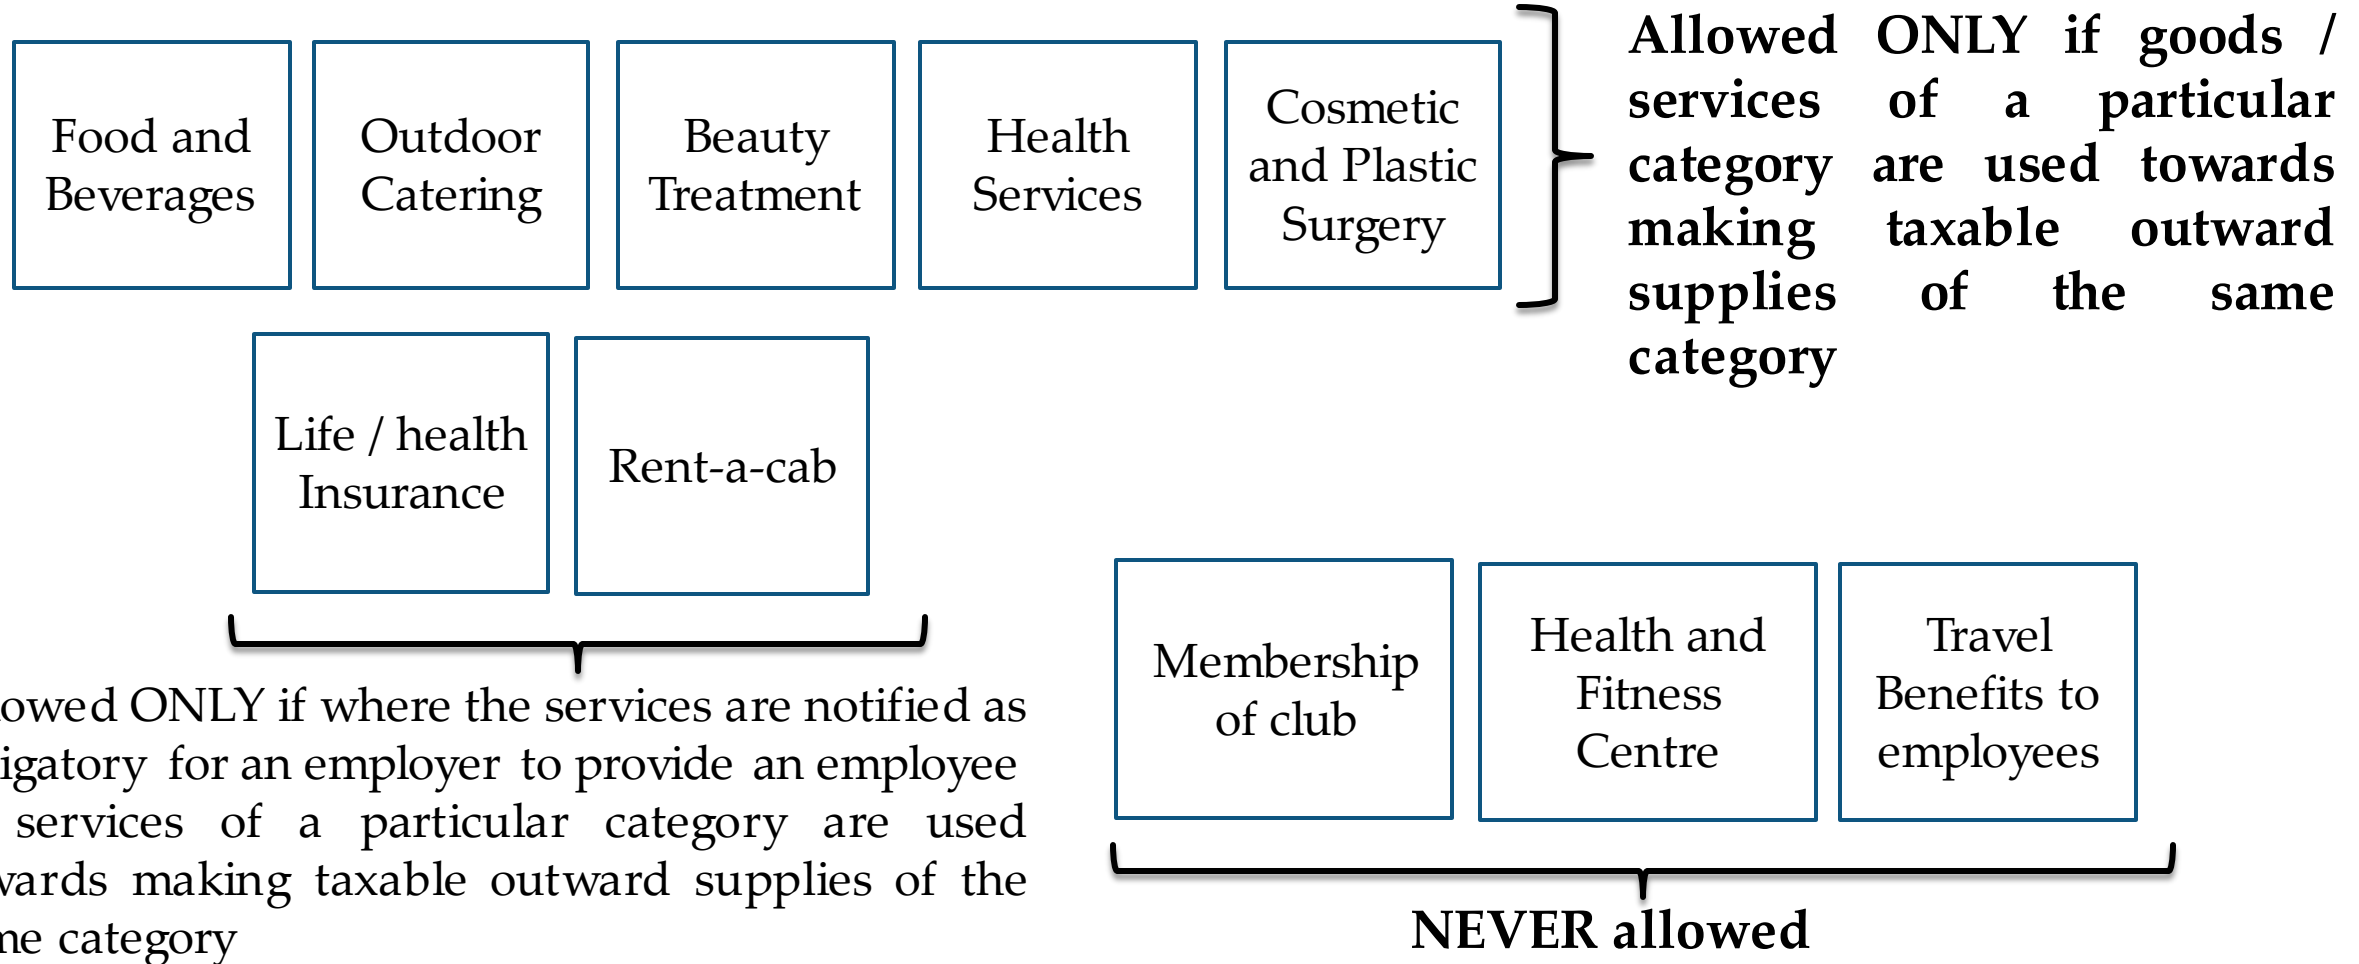 Food and
Beverages
Outdoor
Catering
Beauty
Treatment
Health
Services
Cosmetic
and Plastic
Surgery
Allowed ONLY if goods /
services of a particular
category are used towards
making taxable outward
supplies of the same
category
Life / health
Insurance
Rent-a-cab
owed ONLY if where the services are notified as
igatory for an employer to provide an employee
services of a particular category are used
wards making taxable outward supplies of the
me category
Membership
of club
Health and
Fitness
Centre
Travel
Benefits to
employees
NEVER allowed